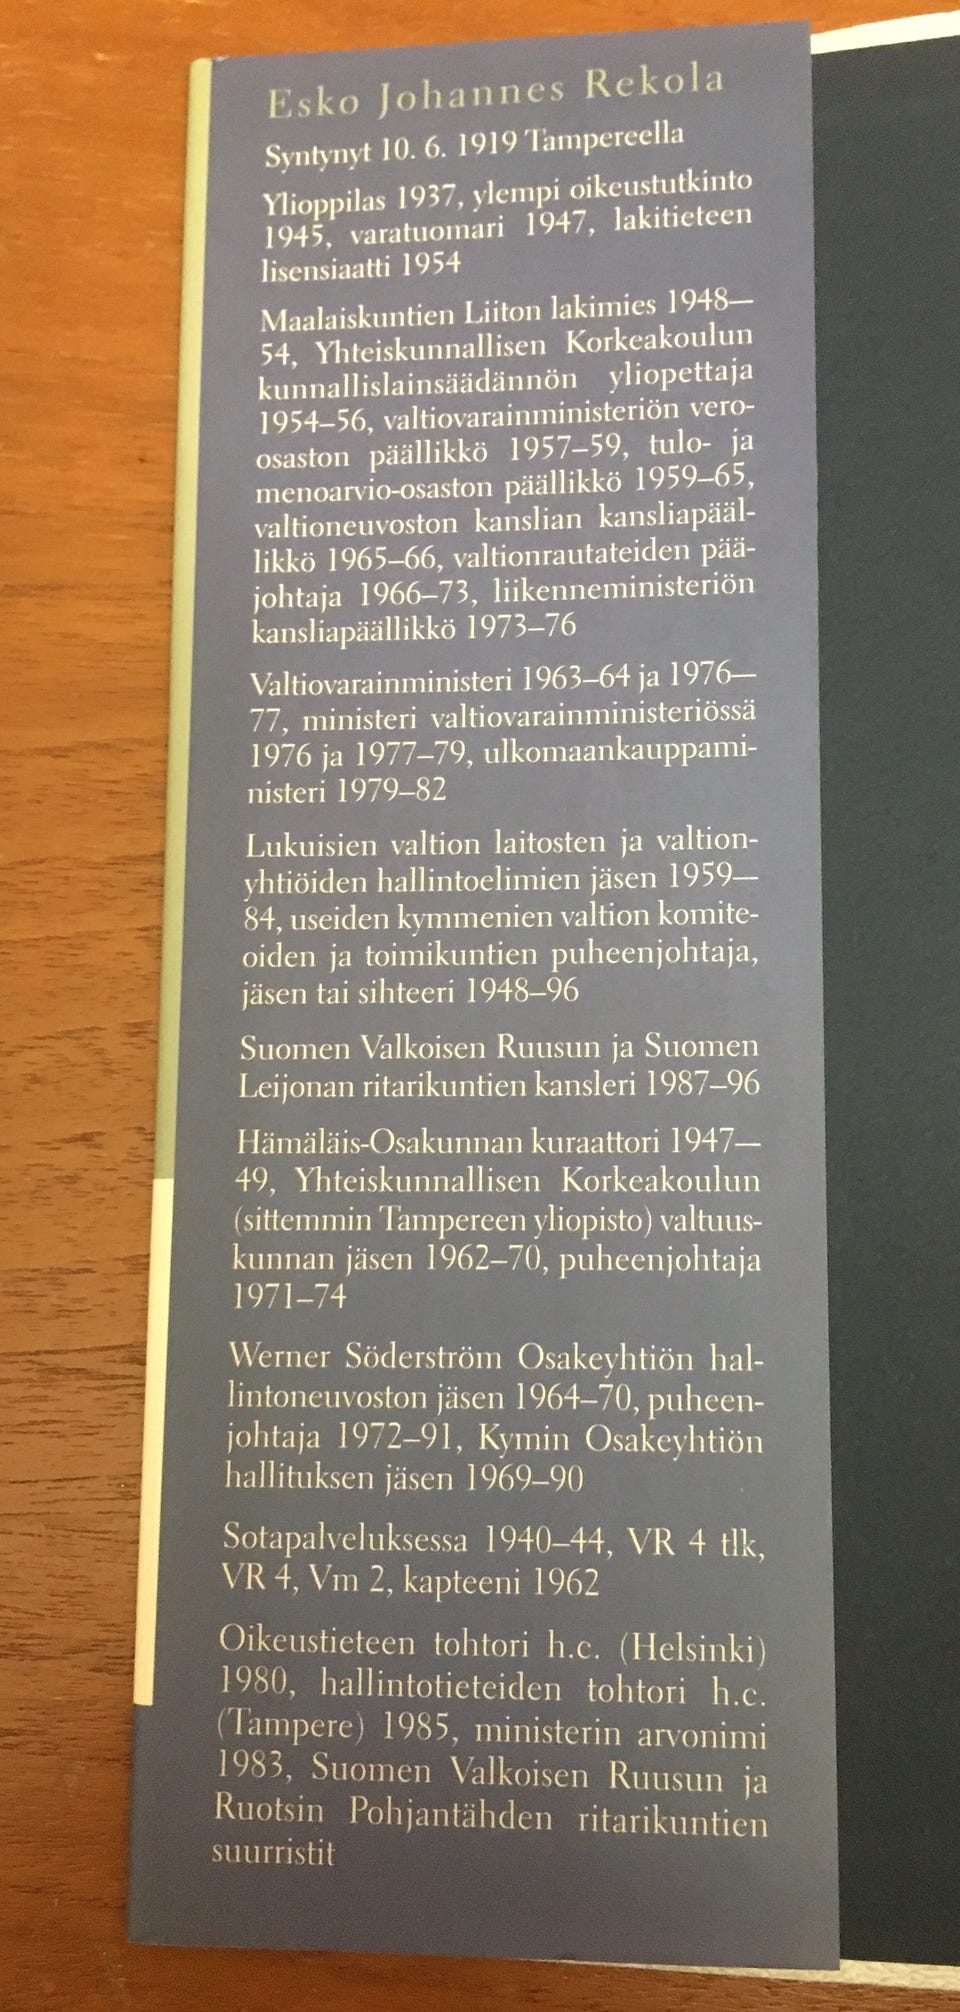 Esko Johannes Rekola
Syntynyt 10. 6. 1919 Tampereella
Ylioppilas 1937, ylempi oikeustutkinto
1945, varatuomari 1947, lakitieteen
lisensiaatti 1954
Maalaiskuntien Liiton lakimies 1948–
54, Yhteiskunnallisen Korkeakoulun
kunnallislainsäädännön yliopettaja
1954–56, valtiovarainministeriön vero-
osaston päällikkö 1957–59, tulo- ja
menoarvio-osaston päällikkö 1959–65,
valtioneuvoston kanslian kansliapääl-
likkö 1965–66, valtionrautateiden pää-
johtaja 1966–73, liikenneministeriön
kansliapäällikkö 1973–76
Valtiovarainministeri 1963–64 ja 1976–
77, ministeri valtiovarainministeriössä
1976 ja 1977–79, ulkomaankauppami-
nisteri 1979–82
Lukuisien valtion laitosten ja valtion-
yhtiöiden hallintoelimien jäsen 1959–
84, useiden kymmenien valtion komite-
oiden ja toimikuntien puheenjohtaja,
jäsen tai sihteeri 1948–96
Suomen Valkoisen Ruusun ja Suomen
Leijonan ritarikuntien kansleri 1987–96
Hämäläis-Osakunnan kuraattori 1947–
49, Yhteiskunnallisen Korkeakoulun
(sittemmin Tampereen yliopisto) valtuus-
kunnan jäsen 1962–70, puheenjohtaja
1971–74
Werner Söderström Osakeyhtiön hal-
lintoneuvoston jäsen 1964–70, puheen-
johtaja 1972–91, Kymin Osakeyhtiön
hallituksen jäsen 1969–90
Sotapalveluksessa 1940–44, VR 4 tlk,
VR 4, Vm 2, kapteeni 1962
Oikeustieteen tohtori h.c. (Helsinki)
1980, hallintotieteiden tohtori h.c.
(Tampere) 1985, ministerin arvonimi
1983, Suomen Valkoisen Ruusun ja
Ruotsin Pohjantähden ritarikuntien
suurristit